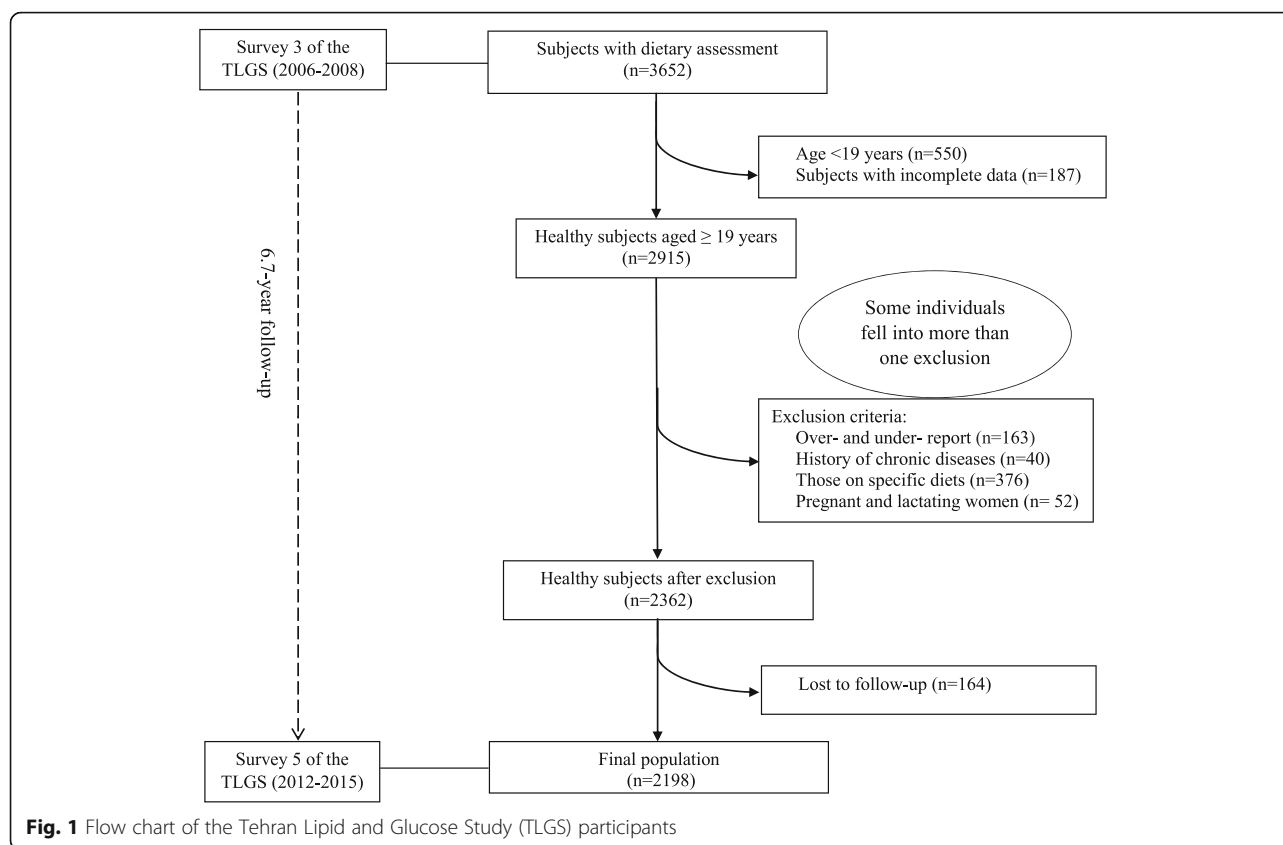 Survey 3 of the
TLGS (2006-2008)
Subjects with dietary assessment
(n=3652)
Age <19 years (n=550)
Subjects with incomplete data (n=187)
Healthy subjects aged ≥ 19 years
(n=2915)
6.7-year follow-up
Some individuals
fell into more than
one exclusion
Exclusion criteria:
Over- and under- report (n=163)
History of chronic diseases (n=40)
Those on specific diets (n=376)
Pregnant and lactating women (n= 52)
Healthy subjects after exclusion
(n=2362)
Lost to follow-up (n=164)
Survey 5 of the
TLGS (2012-2015)
Final population
(n=2198)
Fig. 1 Flow chart of the Tehran Lipid and Glucose Study (TLGS) participants